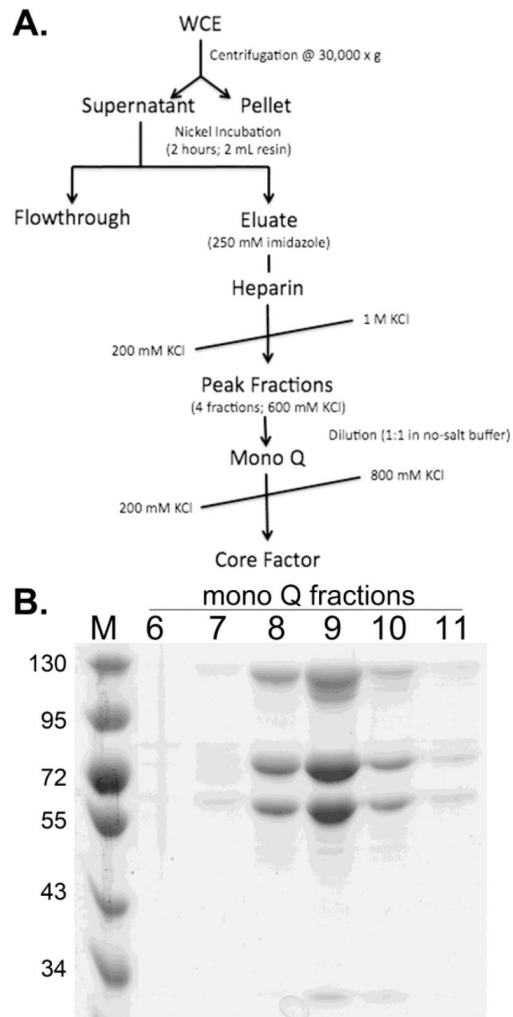 A.
WCE
Centrifugation @ 30,000 x g
Supernatant Pellet
Nickel Incubation
(2 hours; 2 mL resin)
Flowthrough Eluate
(250 mM imidazole)
Heparin
1 M KCl
200 mM KCl
Peak Fractions
(4 fractions; 600 mM KCl)
Dilution (1:1 in no-salt buffer)
Mono Q
800 mM KCl
200 mM KCl
Core Factor
B.
mono Q fractions
M 6 7 8 9 10 11
130
95
72
55
43
34